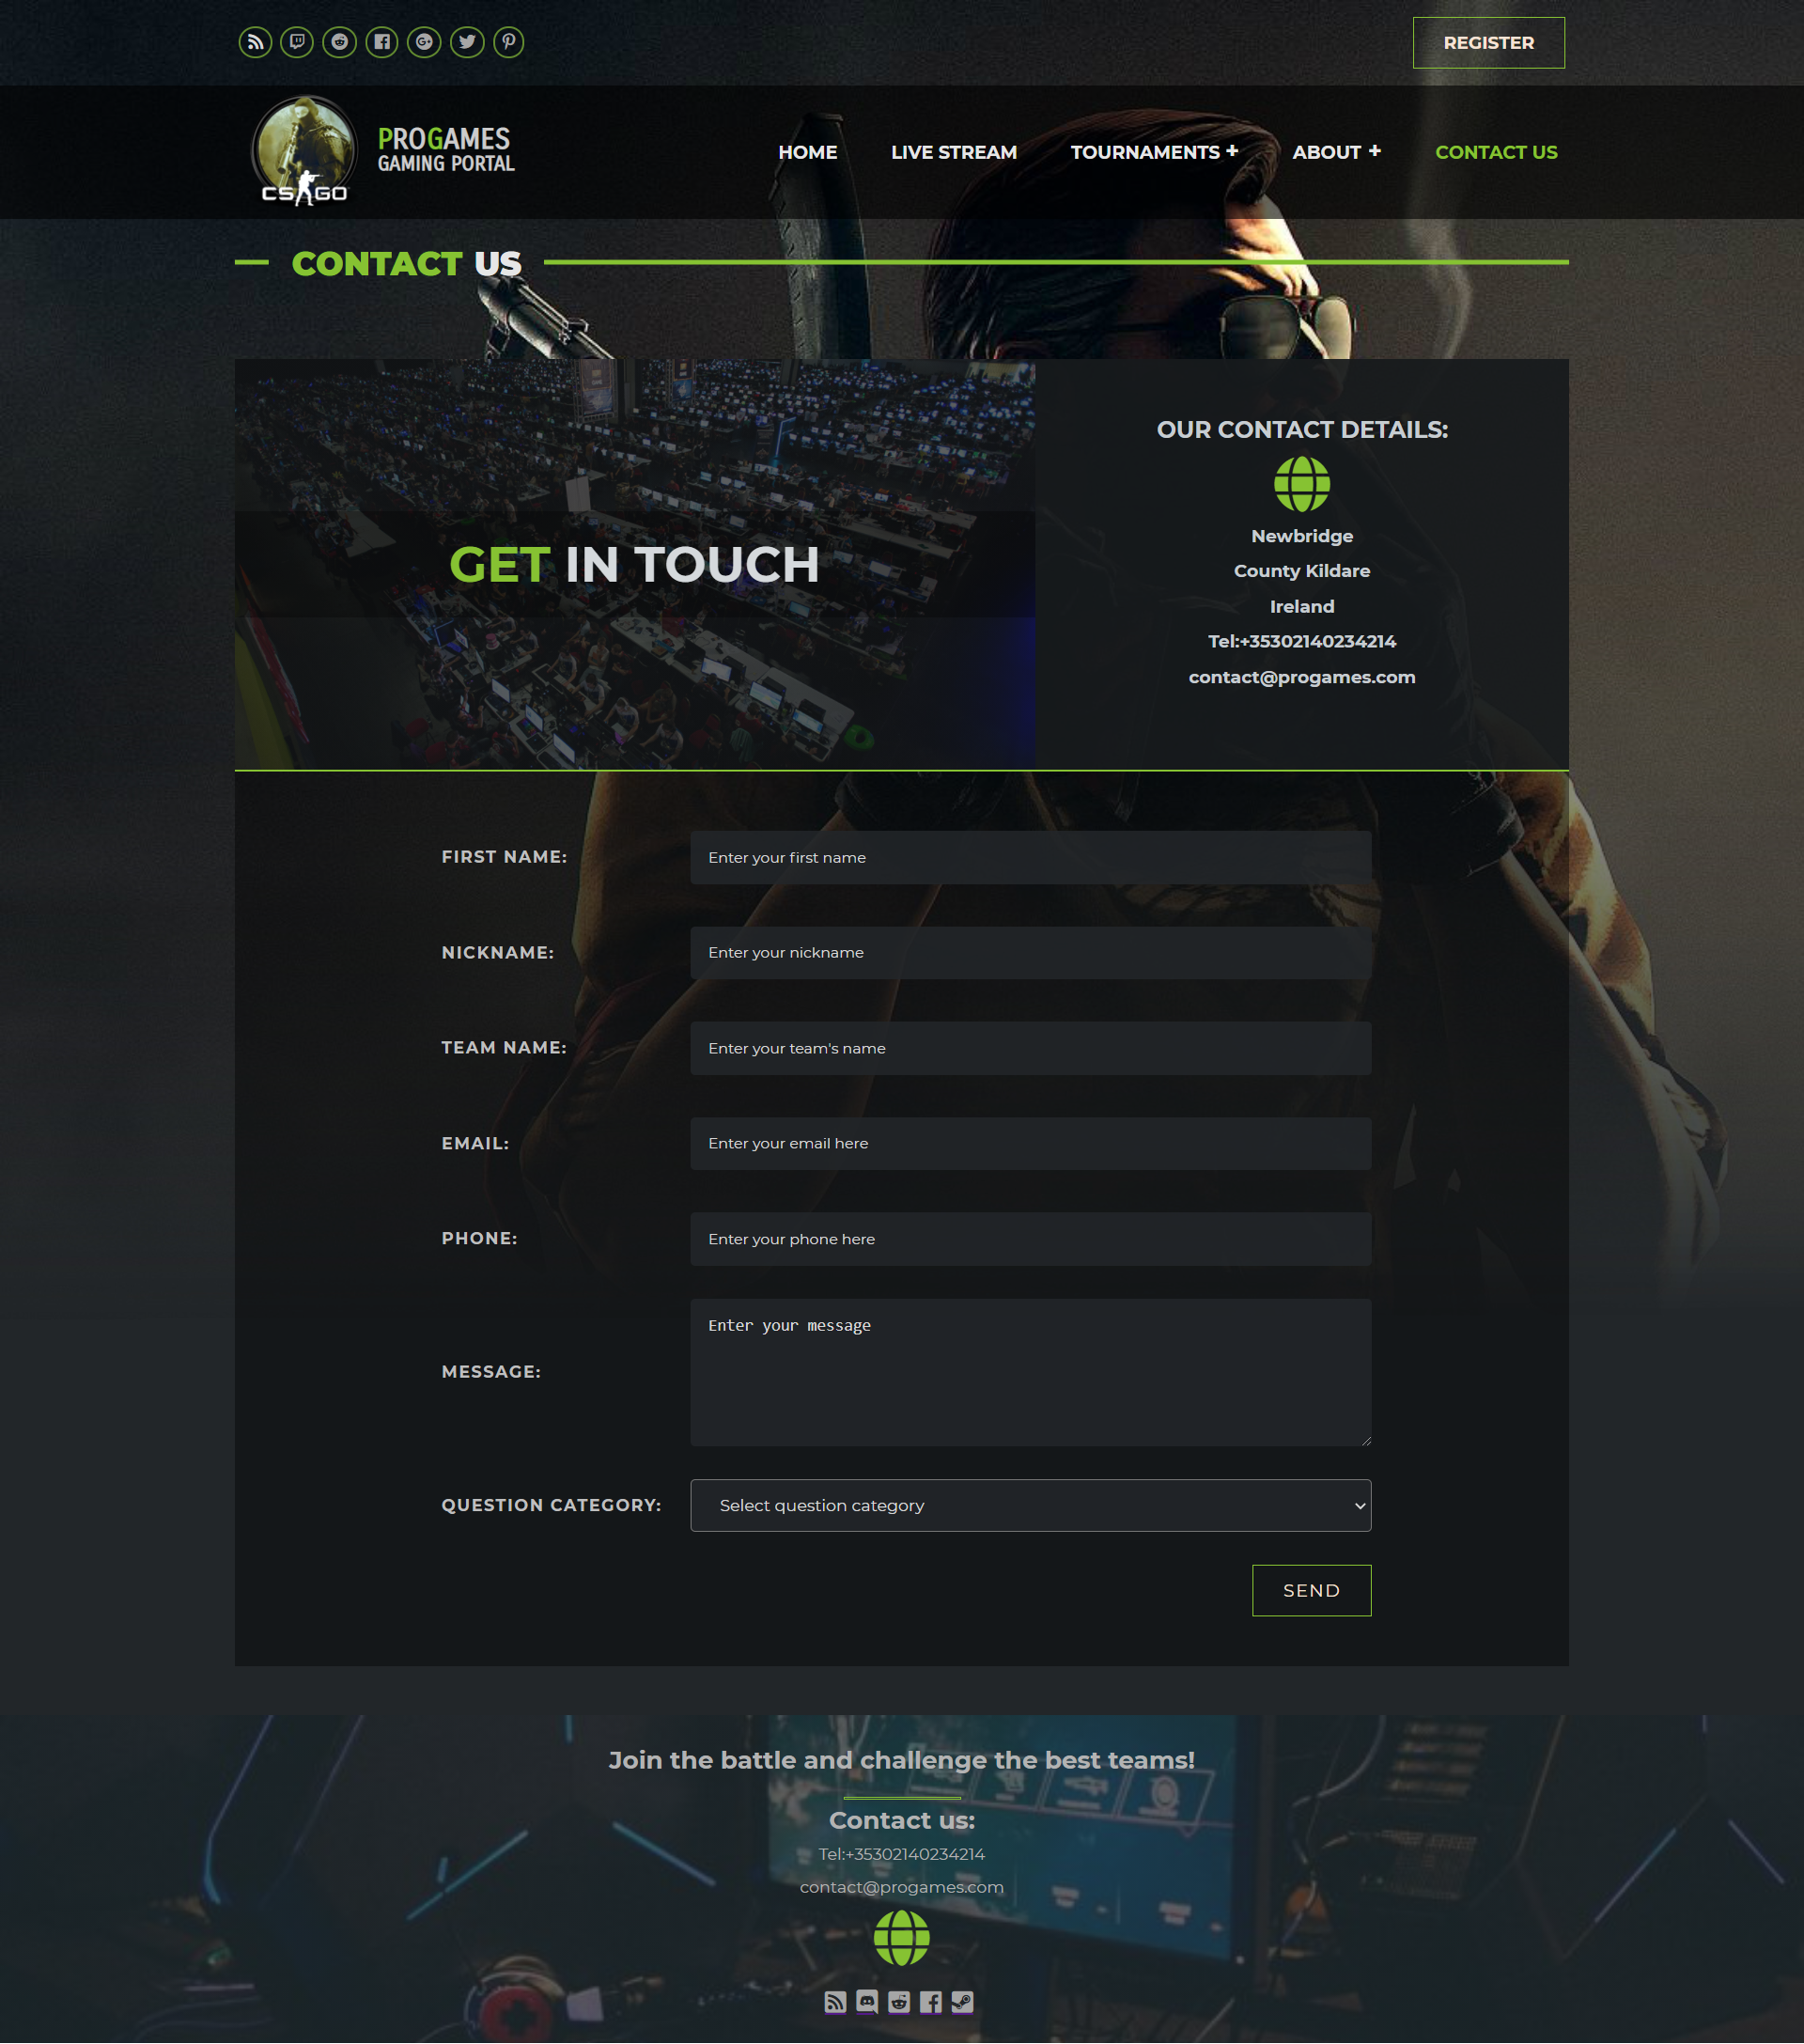 REGISTER
CS GO
PROGAMES
GAMING PORTAL
HOME
LIVE STREAM
TOURNAMENTS +
ABOUT +
CONTACT US
CONTACT US
GET IN TOUCH
OUR CONTACT DETAILS:
Newbridge
County Kildare
Ireland
Tel:+35302140234214
contact@progames.com
FIRST NAME:
Enter your first name
NICKNAME:
Enter your nickname
TEAM NAME:
Enter your team's name
EMAIL:
Enter your email here
PHONE:
Enter your phone here
MESSAGE:
Enter your message
QUESTION CATEGORY:
Select question category
SEND
Join the battle and challenge the best teams!
Contact us:
Tel:+35302140234214
contact@progames.com